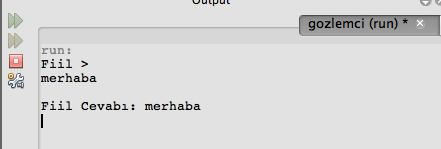 Output
gozlemci (run) *
run:
Fiil >
merhaba
Fiil Cevabı: merhaba